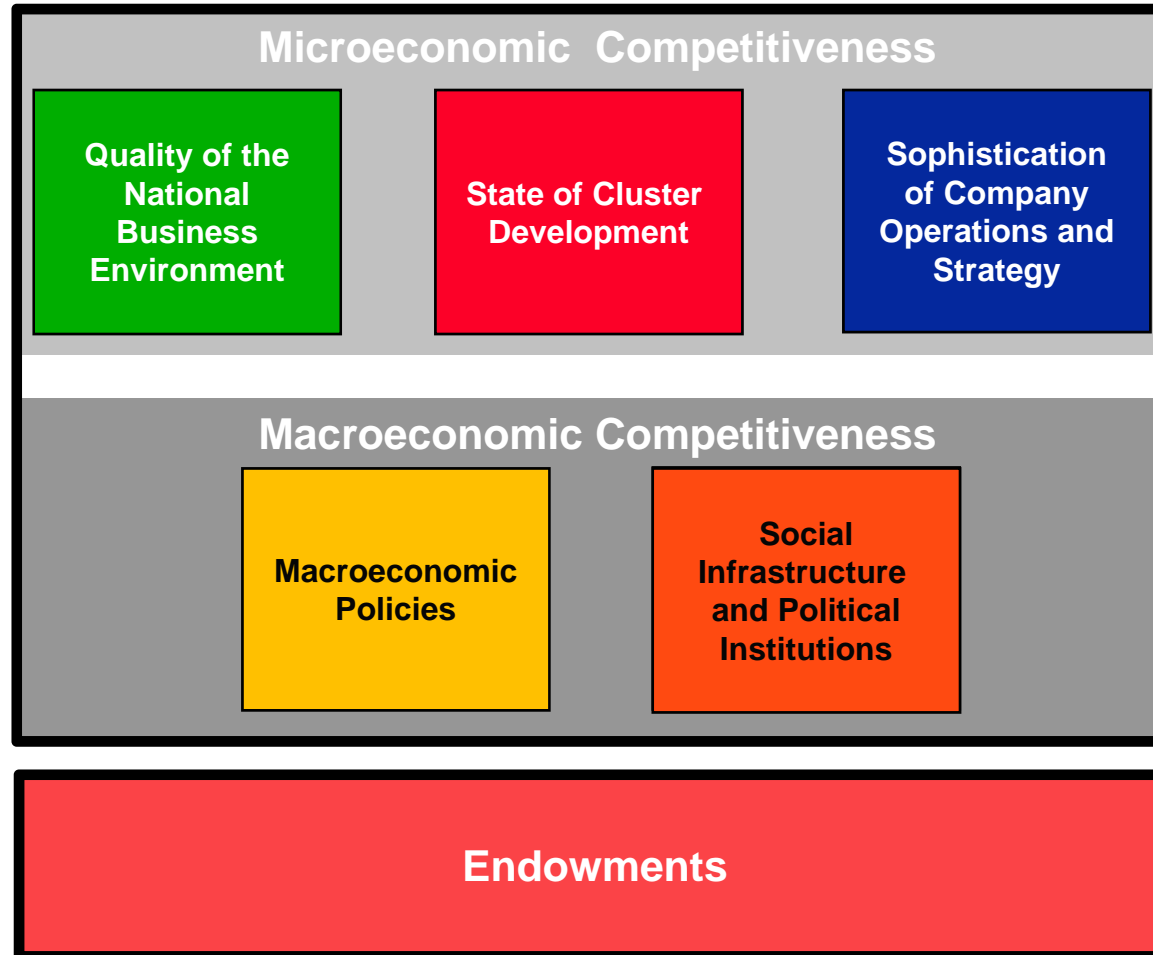 Microeconomic Competitiveness
Quality of the
National
Business
Environment
State of Cluster
Development
Sophistication
of Company
Operations and
Strategy
Macroeconomic Competitiveness
Macroeconomic
Policies
Social
Infrastructure
and Political
Institutions
Endowments